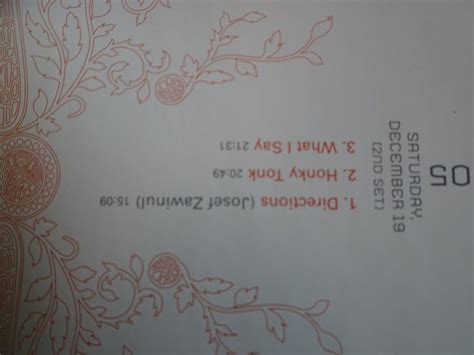 05
SATURDAY,
DECEMBER 19
(2ND SET)
1. Directions (Josef Zawinul) 15:09
2. Honky Tonk 20:49
3. What I Say 21:31